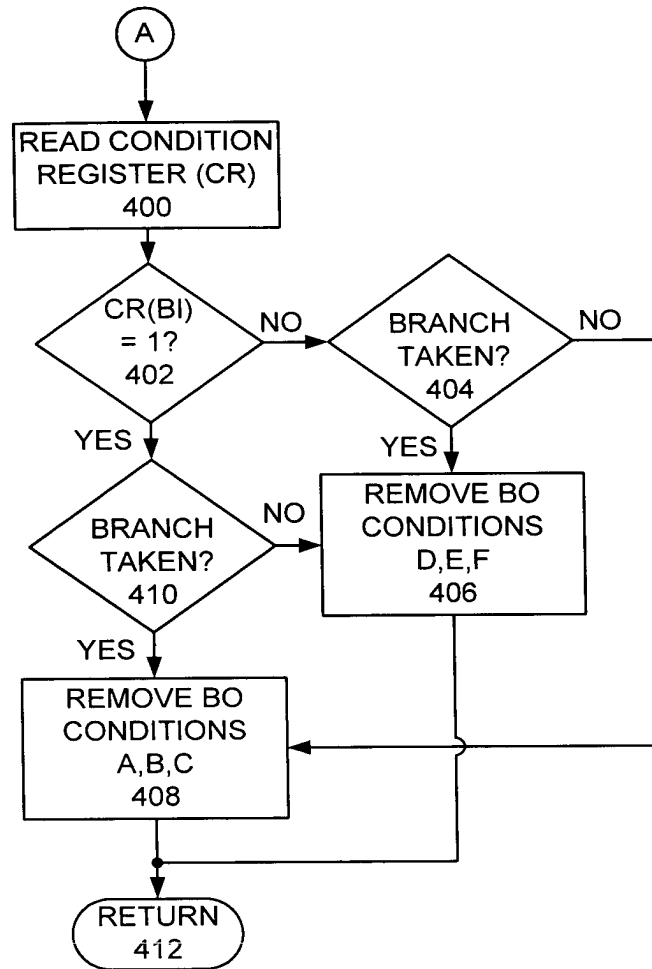 A
READ CONDITION
REGISTER (CR)
400
CR(BI)
= 1?
402
NO
BRANCH
TAKEN?
404
NO
YES
YES
BRANCH
TAKEN?
410
NO
REMOVE BO
CONDITIONS
D,E,F
406
YES
REMOVE BO
CONDITIONS
A,B,C
408
RETURN
412